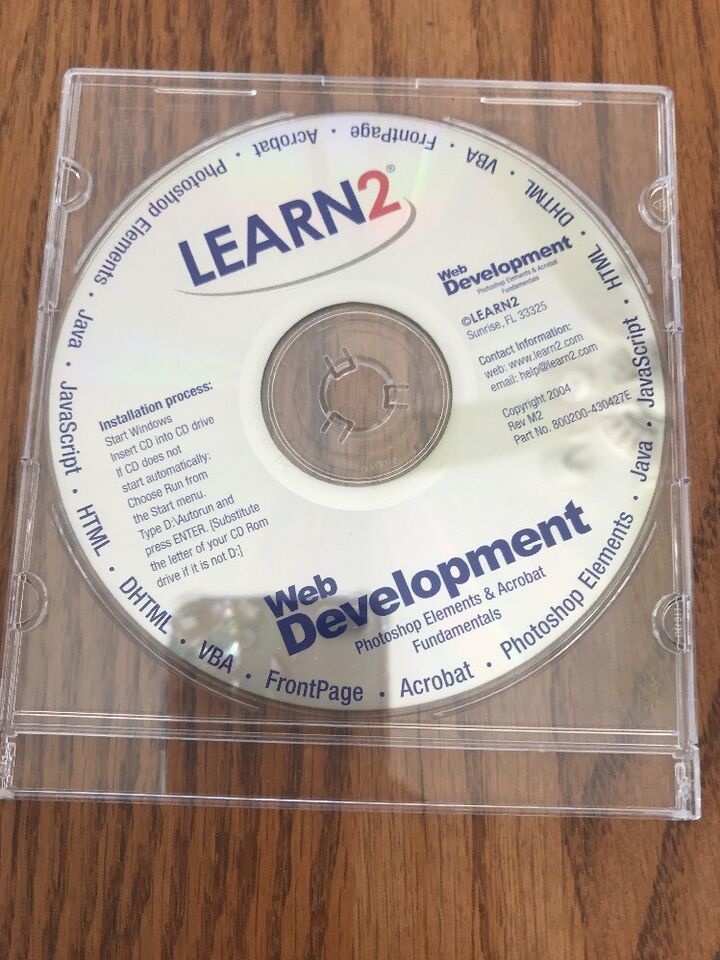 LEARN2®
Web
Development
Photoshop Elements & Acrobat
Fundamentals
©LEARN2
Sunrise, FL 33325
Contact Information:
web: www.learn2.com
email: help@learn2.com
Copyright 2004
Rev M2
Part No. 800200-430427E
Installation process:
Start Windows
Insert CD into CD drive
If CD does not
start automatically:
Choose Run from
the Start menu.
Type D:\Autorun and
press ENTER. [Substitute
the letter of your CD Rom
drive if it is not D:]
Web
Development
Photoshop Elements & Acrobat
Fundamentals
Java • JavaScript • HTML • DHTML • VBA • FrontPage • Acrobat • Photoshop Elements • Java • JavaScript • HTML • DHTML • VBA • FrontPage • Acrobat • Photoshop Elements •